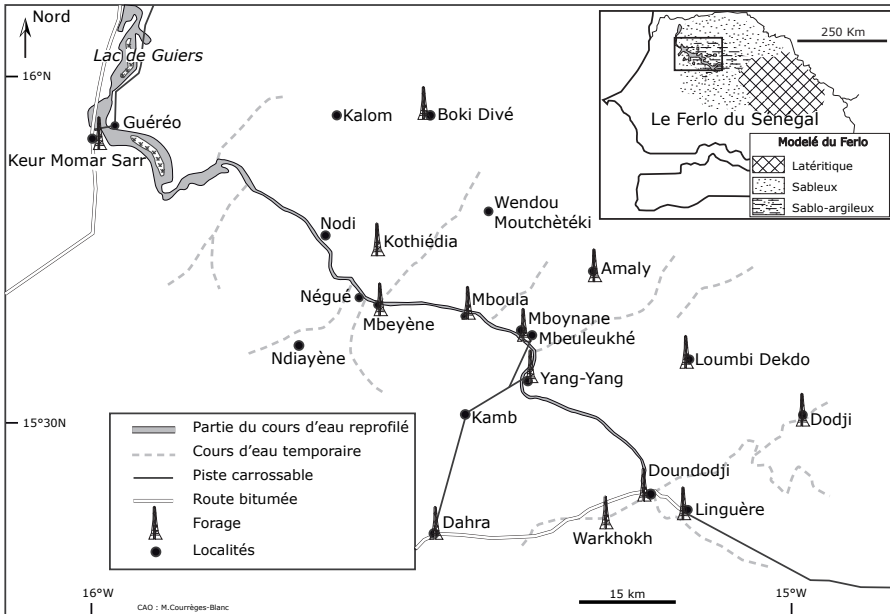 Nord
Lac de Guiers
16°N
Guéréo
Keur Momar Sarr
Kalom
Boki Divé
250 Km
Le Ferlo du Sénégal
Modelé du Ferlo
Latéritique
Sableux
Sablo-argileux
Wendou
Moutchètéki
Nodi
Kothiédia
Amaly
Négué
Mbeyène
Mboula
Mboynane
Mbeuleukhé
Ndiayène
Loumbi Dekdo
Yang-Yang
15°30N
Kamb
Dodji
Partie du cours d'eau reprofilé
Cours d'eau temporaire
Piste carrossable
Route bitumée
Forage
Localités
Doundodji
Linguère
Dahra
Warkhokh
16°W
CAO : M.Courrèges-Blanc
15 km
15°W